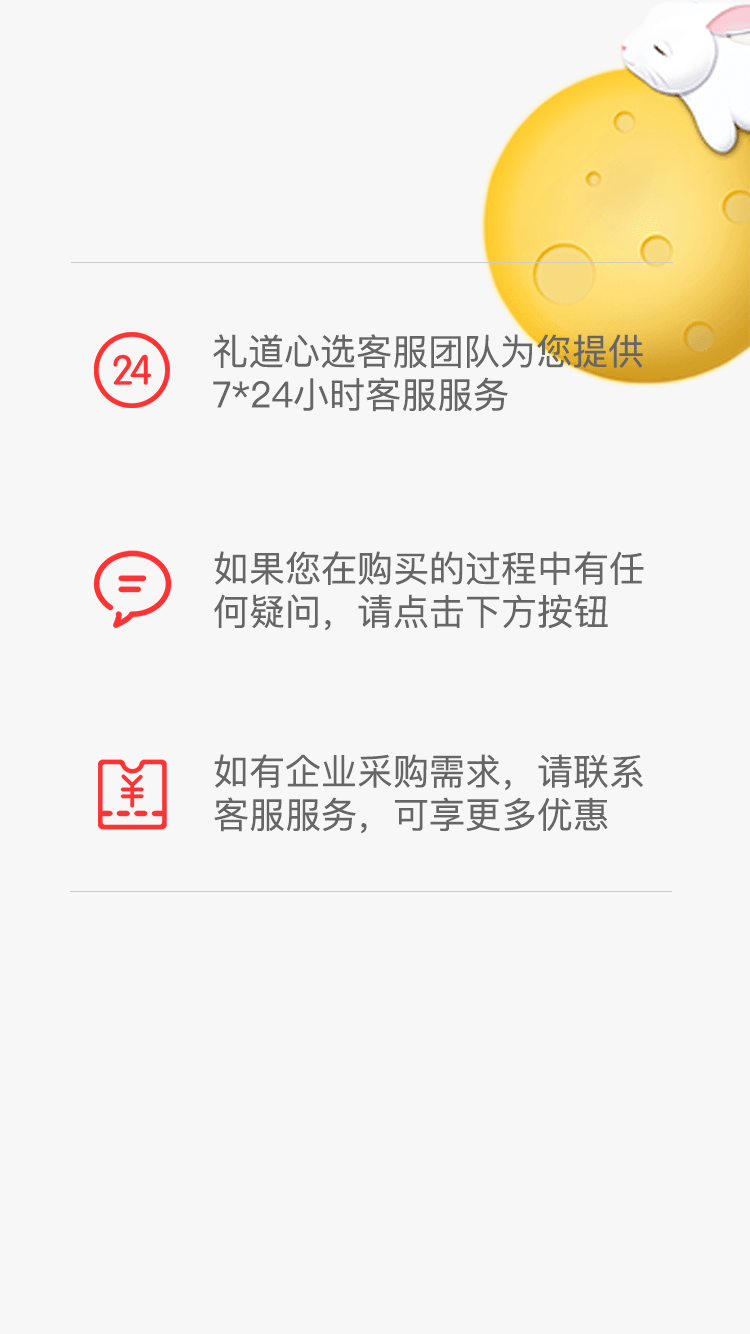 24
礼道心选客服团队为您提供
7*24小时客服服务
如果您在购买的过程中有任
何疑问，请点击下方按钮
¥
如有企业采购需求，请联系
客服服务，可享更多优惠